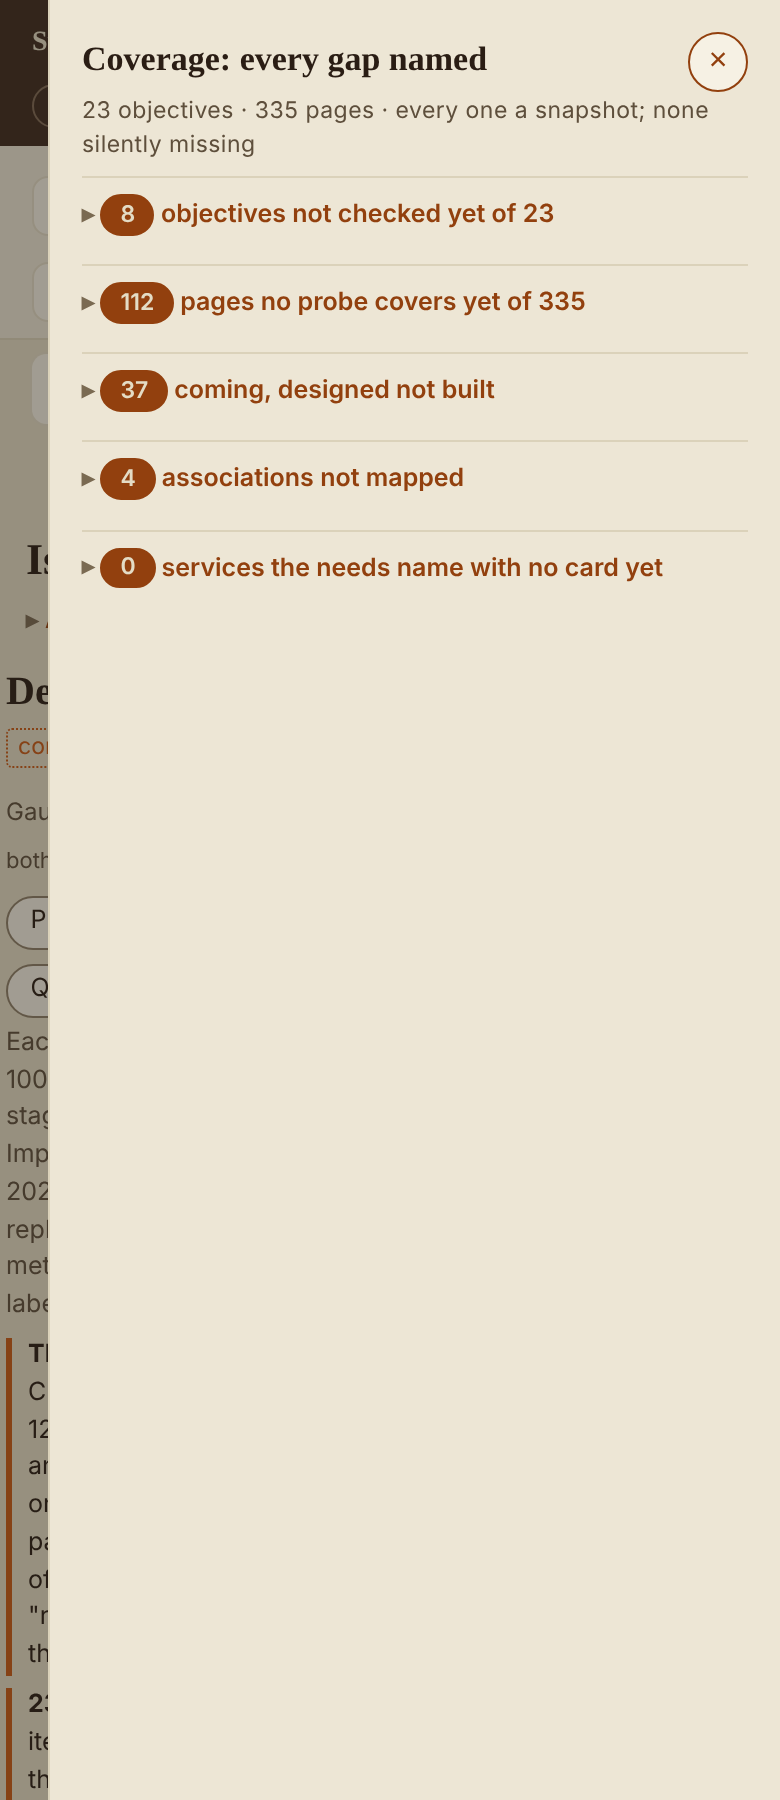 Coverage: every gap named
✕
23 objectives · 335 pages · every one a snapshot; none
silently missing
▶ 8 objectives not checked yet of 23
▶ 112 pages no probe covers yet of 335
▶ 37 coming, designed not built
▶ 4 associations not mapped
▶ 0 services the needs name with no card yet